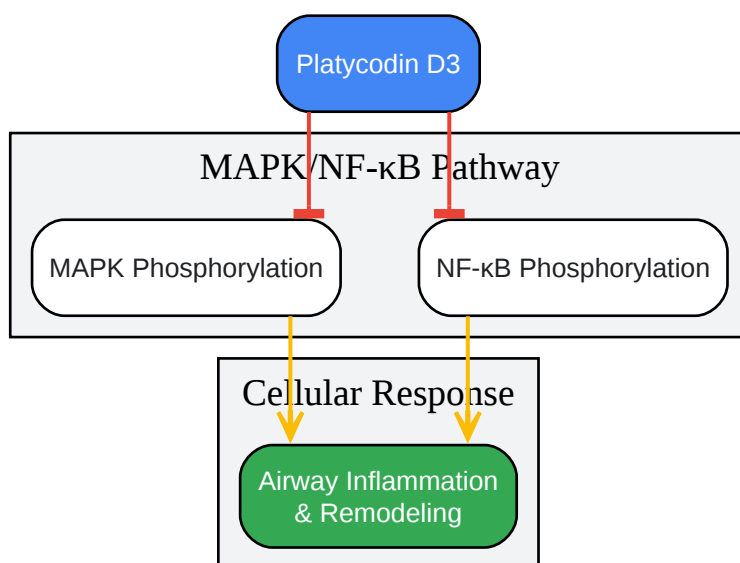 Platycodin D3
MAPK/NF-κB Pathway
MAPK Phosphorylation
NF-κB Phosphorylation
Cellular Response
Airway Inflammation
& Remodeling